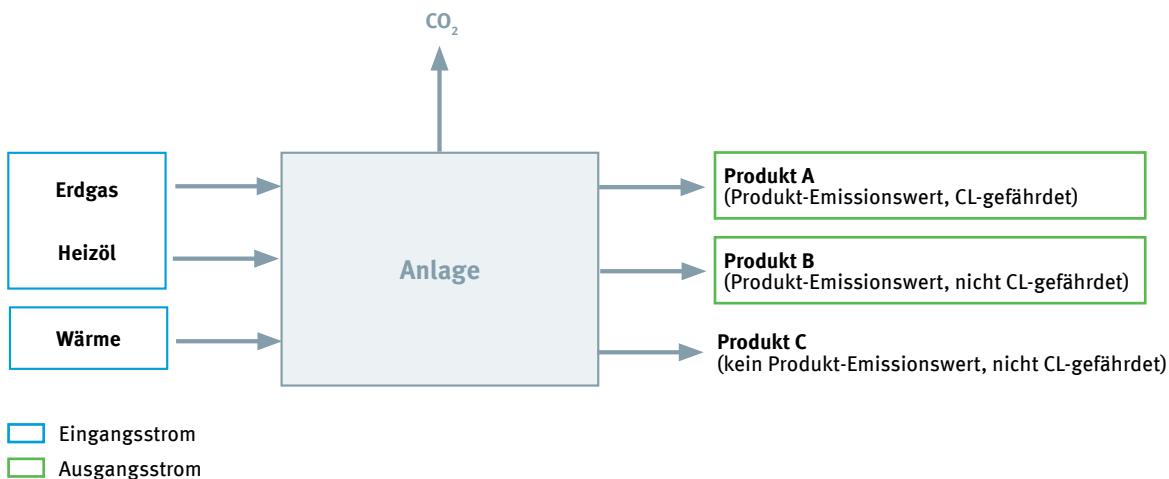 CO₂
Erdgas
Heizöl
Wärme
Anlage
Produkt A
(Produkt-Emissionswert, CL-gefährdet)
Produkt B
(Produkt-Emissionswert, nicht CL-gefährdet)
Produkt C
(kein Produkt-Emissionswert, nicht CL-gefährdet)
Eingangsstrom
Ausgangsstrom